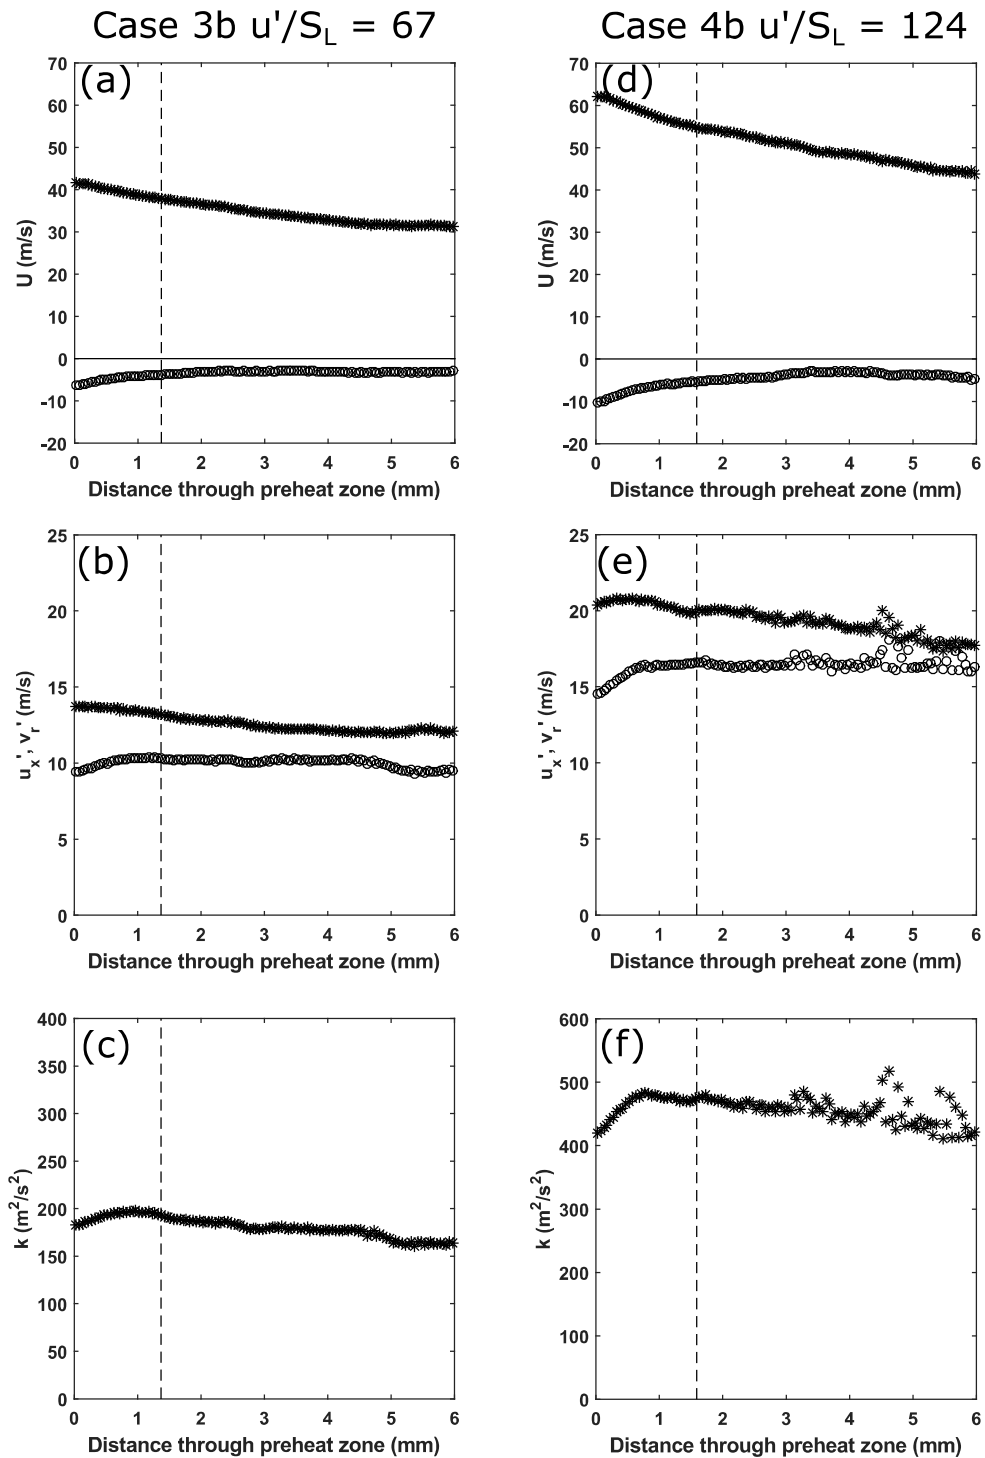 Case 3b u'/S_L = 67
Case 4b u'/S_L = 124
(a)
70
60
50
40
30
20
10
0
-10
-20
U (m/s)
0 1 2 3 4 5 6
Distance through preheat zone (mm)
(d)
70
60
50
40
30
20
10
0
-10
-20
U (m/s)
0 1 2 3 4 5 6
Distance through preheat zone (mm)
(b)
25
20
15
10
5
0
u_x', v_r' (m/s)
0 1 2 3 4 5 6
Distance through preheat zone (mm)
(e)
25
20
15
10
5
0
u_x', v_r' (m/s)
0 1 2 3 4 5 6
Distance through preheat zone (mm)
(c)
400
350
300
250
200
150
100
50
0
k (m²/s²)
0 1 2 3 4 5 6
Distance through preheat zone (mm)
(f)
600
500
400
300
200
100
0
k (m²/s²)
0 1 2 3 4 5 6
Distance through preheat zone (mm)